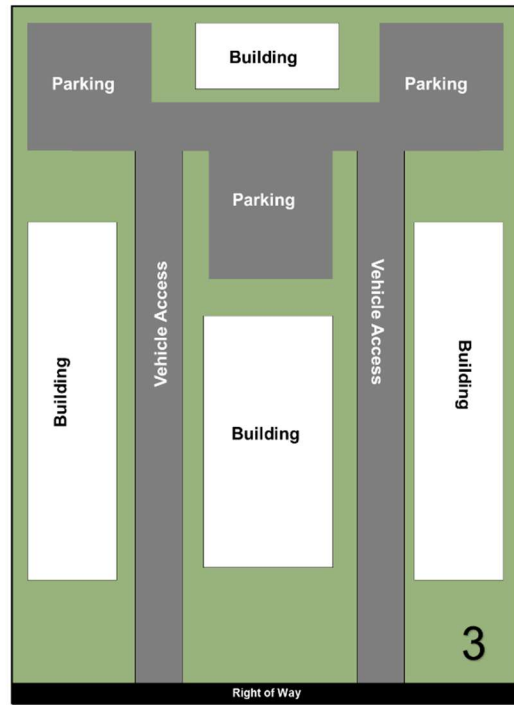 Building
Parking
Parking
Parking
Vehicle Access
Vehicle Access
Building
Building
Building
3
Right of Way